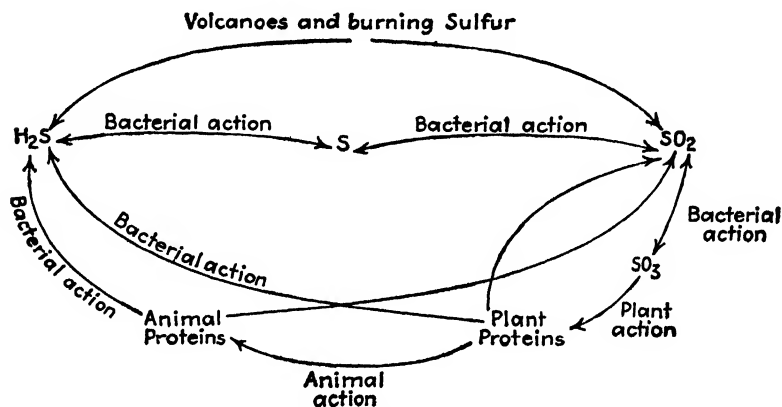 Volcanoes and burning Sulfur
Bacterial action
Bacterial action
H₂S
S
SO₂
Bacterial action
Bacterial action
Bacterial
action
SO₃
Animal
Proteins
Plant
Proteins
Plant
action
Animal
action